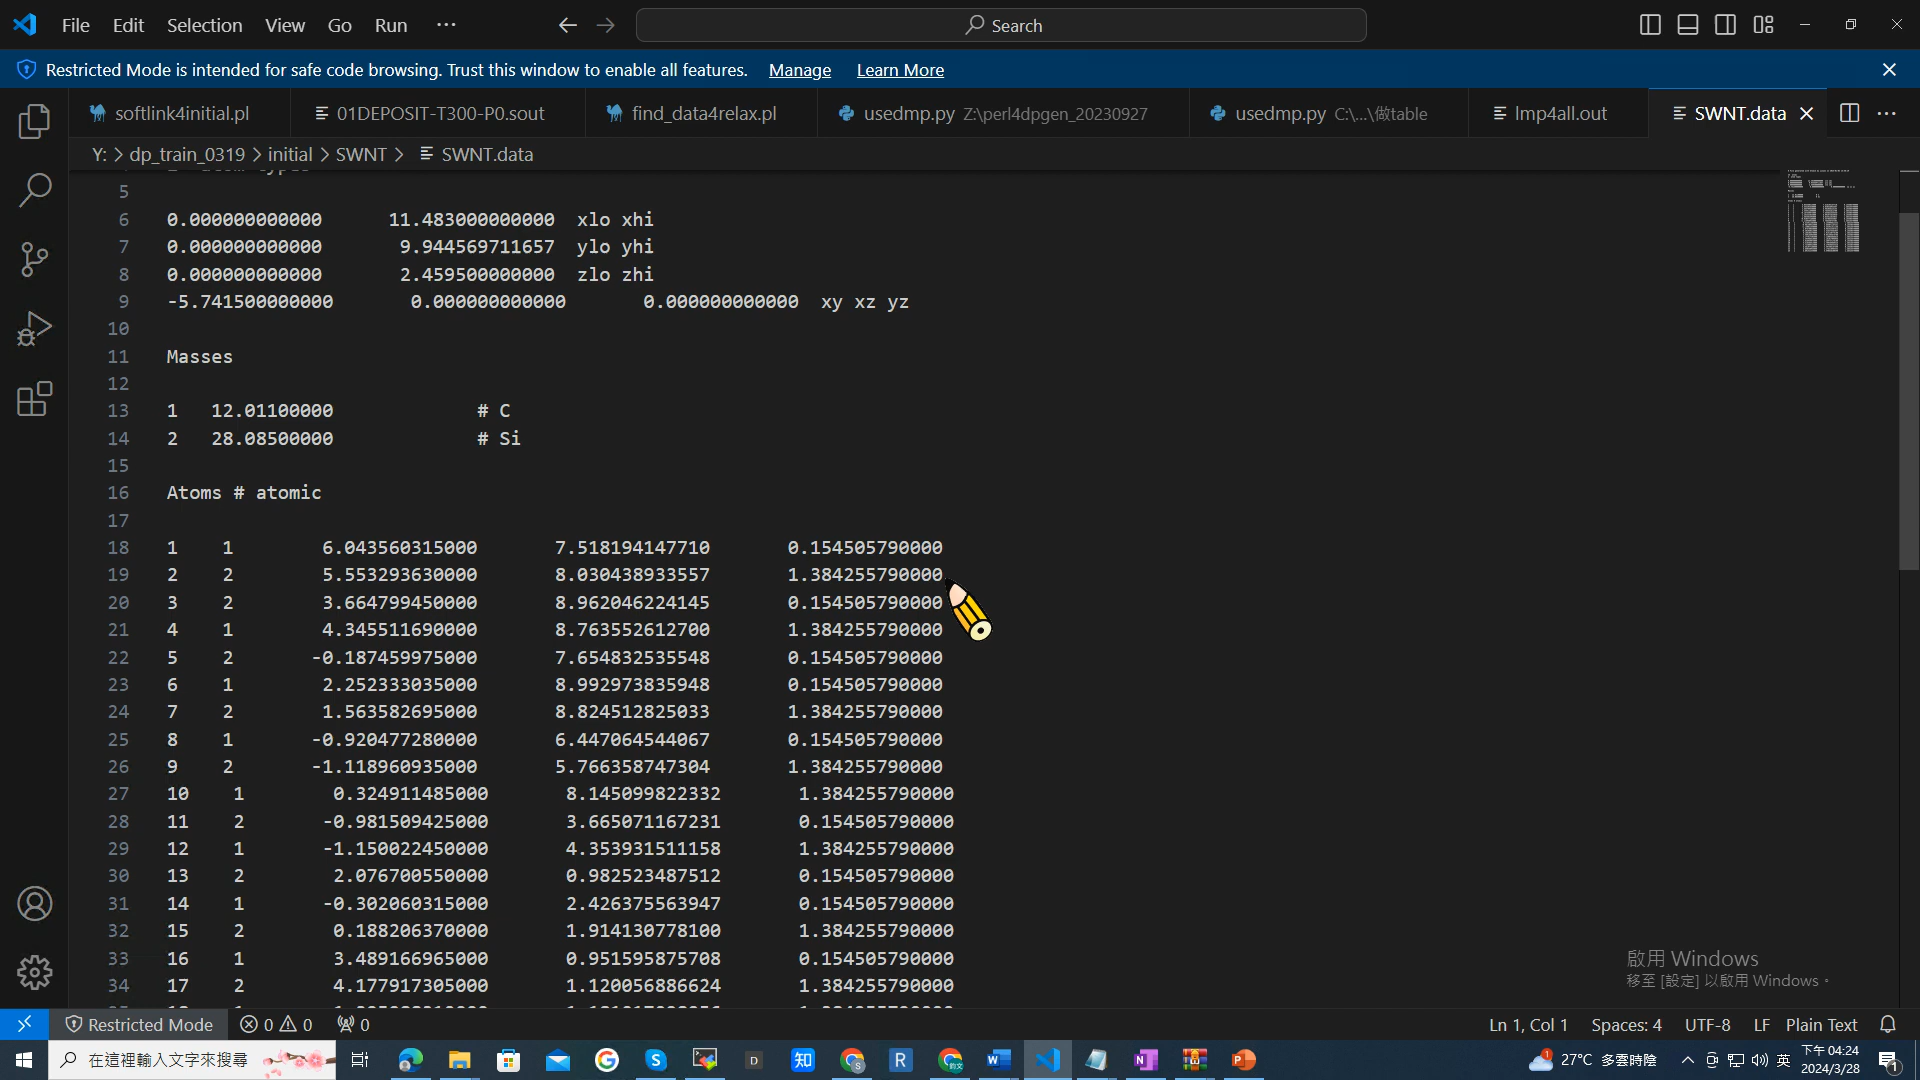 File Edit Selection View Go Run ··· Search
Restricted Mode is intended for safe code browsing. Trust this window to enable all features. Manage Learn More
softlink4initial.pl 01DEPOSIT-T300-P0.sout find_data4relax.pl usedmp.py Z:\perl4dpgen_20230927 usedmp.py C:\...\做table lmp4all.out SWNT.data
Y: > dp_train_0319 > initial > SWNT > SWNT.data
5
6 0.000000000000 11.483000000000 xlo xhi
7 0.000000000000 9.944569711657 ylo yhi
8 0.000000000000 2.459500000000 zlo zhi
9 -5.741500000000 0.000000000000 0.000000000000 xy xz yz
10
11 Masses
12
13 1 12.01100000 # C
14 2 28.08500000 # Si
15
16 Atoms # atomic
17
18 1 1 6.043560315000 7.518194147710 0.154505790000
19 2 2 5.553293630000 8.030438933557 1.384255790000
20 3 2 3.664799450000 8.962046224145 0.154505790000
21 4 1 4.345511690000 8.763552612700 1.384255790000
22 5 2 -0.187459975000 7.654832535548 0.154505790000
23 6 1 2.252333035000 8.992973835948 0.154505790000
24 7 2 1.563582695000 8.824512825033 1.384255790000
25 8 1 -0.920477280000 6.447064544067 0.154505790000
26 9 2 -1.118960935000 5.766358747304 1.384255790000
27 10 1 0.324911485000 8.145099822332 1.384255790000
28 11 2 -0.981509425000 3.665071167231 0.154505790000
29 12 1 -1.150022450000 4.353931511158 1.384255790000
30 13 2 2.076700550000 0.982523487512 0.154505790000
31 14 1 -0.302060315000 2.426375563947 0.154505790000
32 15 2 0.188206370000 1.914130778100 1.384255790000
33 16 1 3.489166965000 0.951595875708 0.154505790000
34 17 2 4.177917305000 1.120056886624 1.384255790000
啟用 Windows
移至 [設定] 以啟用 Windows。
Restricted Mode 0 0 0 Ln 1, Col 1 Spaces: 4 UTF-8 LF Plain Text
在這裡輸入文字來搜尋 27°C 多雲時陰 英 下午 04:24
2024/3/28